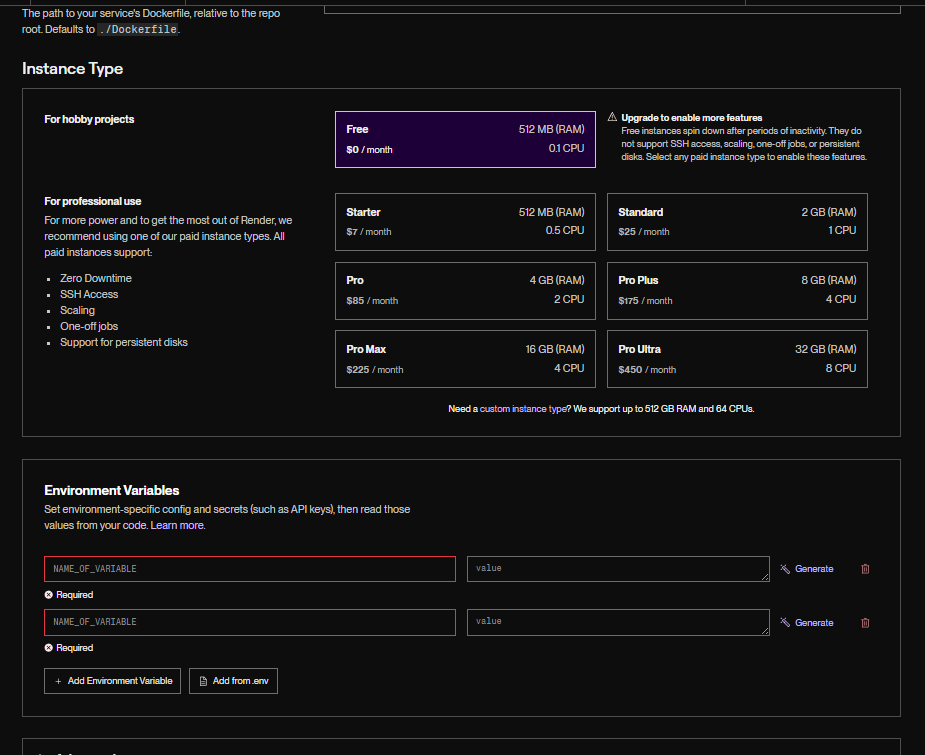 The path to your service's Dockerfile, relative to the repo
root. Defaults to ./Dockerfile.
Instance Type
For hobby projects
Free
512 MB (RAM)
$0 / month
0.1 CPU
Upgrade to enable more features
Free instances spin down after periods of inactivity. They do
not support SSH access, scaling, one-off jobs, or persistent
disks. Select any paid instance type to enable these features.
For professional use
For more power and to get the most out of Render, we
recommend using one of our paid instance types. All
paid instances support:
Zero Downtime
SSH Access
Scaling
One-off jobs
Support for persistent disks
Starter
512 MB (RAM)
$7 / month
0.5 CPU
Standard
2 GB (RAM)
$25 / month
1 CPU
Pro
4 GB (RAM)
$85 / month
2 CPU
Pro Plus
8 GB (RAM)
$175 / month
4 CPU
Pro Max
16 GB (RAM)
$225 / month
4 CPU
Pro Ultra
32 GB (RAM)
$450 / month
8 CPU
Need a custom instance type? We support up to 512 GB RAM and 64 CPUs.
Environment Variables
Set environment-specific config and secrets (such as API keys), then read those
values from your code. Learn more.
NAME_OF_VARIABLE
value
Generate
Required
NAME_OF_VARIABLE
value
Generate
Required
+ Add Environment Variable
Add from .env